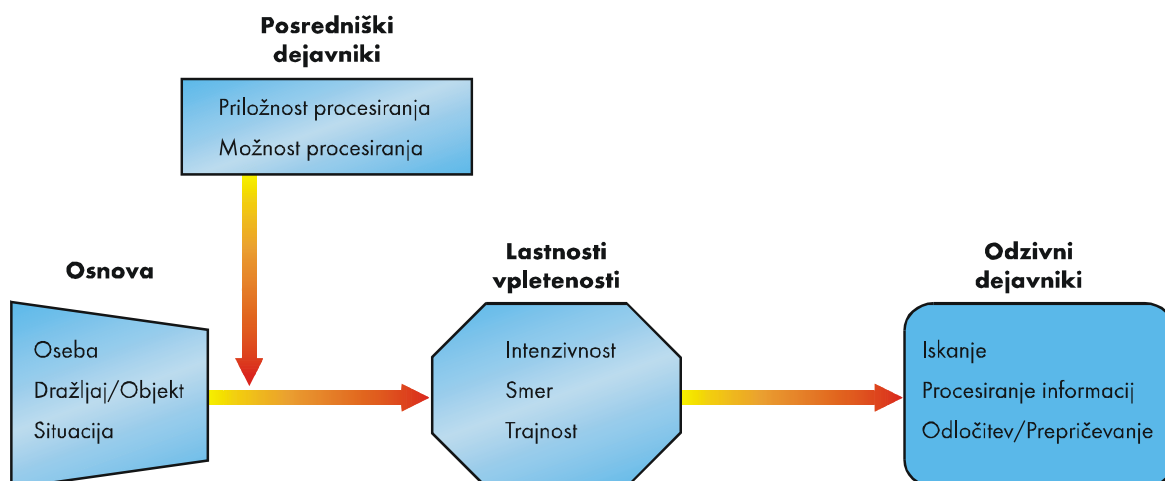 Posredniški
dejavniki
Priložnost procesiranja
Možnost procesiranja
Osnova
Oseba
Dražljaj/Objekt
Situacija
Lastnosti
vpletenosti
Intenzivnost
Smer
Trajnost
Odzivni
dejavniki
Iskanje
Procesiranje informacij
Odločitev/Prepričevanje